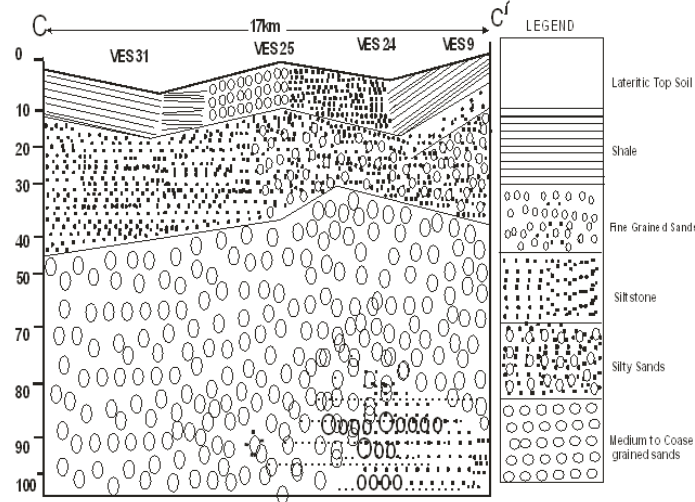 C
17km
C'
VES 31
VES 25
VES 24
VES 9
0
10
20
30
40
50
70
80
90
100
LEGEND
Lateritic Top Soil
Shale
Fine Grained Sands
Siltstone
Silty Sands
Medium to Coase
grained sands